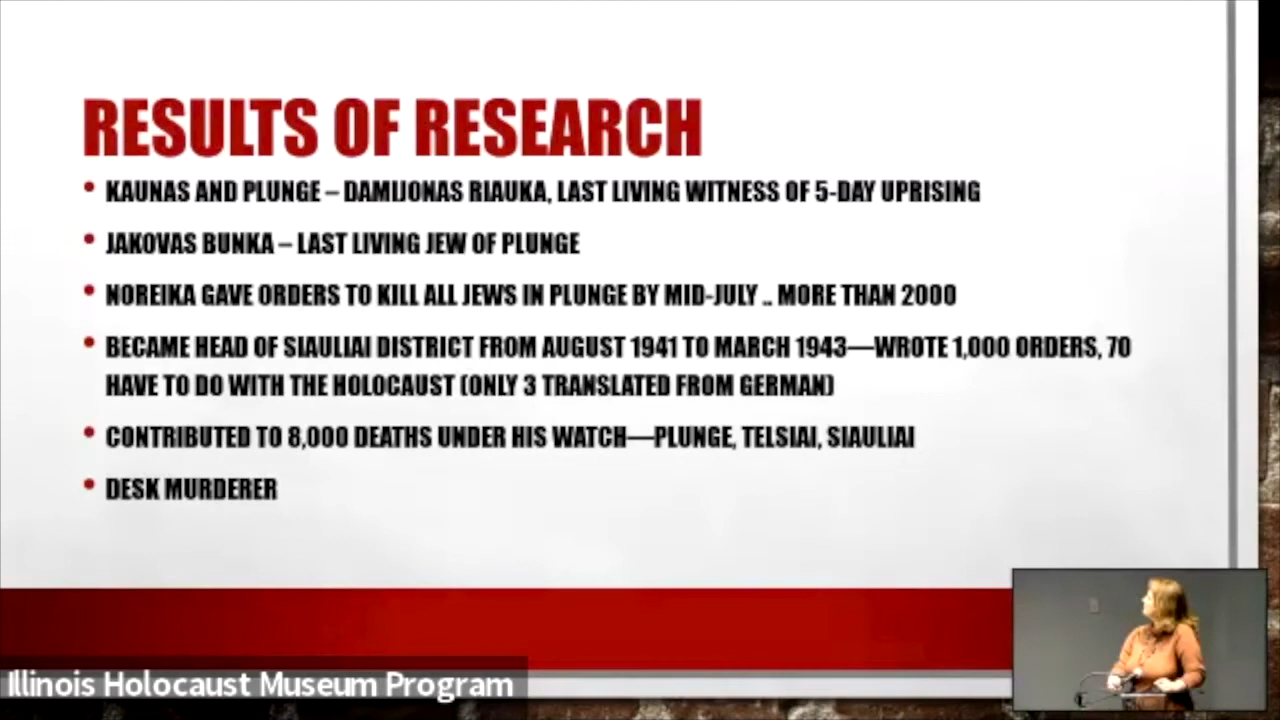 RESULTS OF RESEARCH
• KAUNAS AND PLUNGE – DAMIJONAS RIAUKA, LAST LIVING WITNESS OF 5-DAY UPRISING
• JAKOVAS BUNKA – LAST LIVING JEW OF PLUNGE
• NOREIKA GAVE ORDERS TO KILL ALL JEWS IN PLUNGE BY MID-JULY .. MORE THAN 2000
• BECAME HEAD OF SIAULIAI DISTRICT FROM AUGUST 1941 TO MARCH 1943—WROTE 1,000 ORDERS, 70
HAVE TO DO WITH THE HOLOCAUST (ONLY 3 TRANSLATED FROM GERMAN)
• CONTRIBUTED TO 8,000 DEATHS UNDER HIS WATCH—PLUNGE, TELSIAI, SIAULIAI
• DESK MURDERER
Illinois Holocaust Museum Program